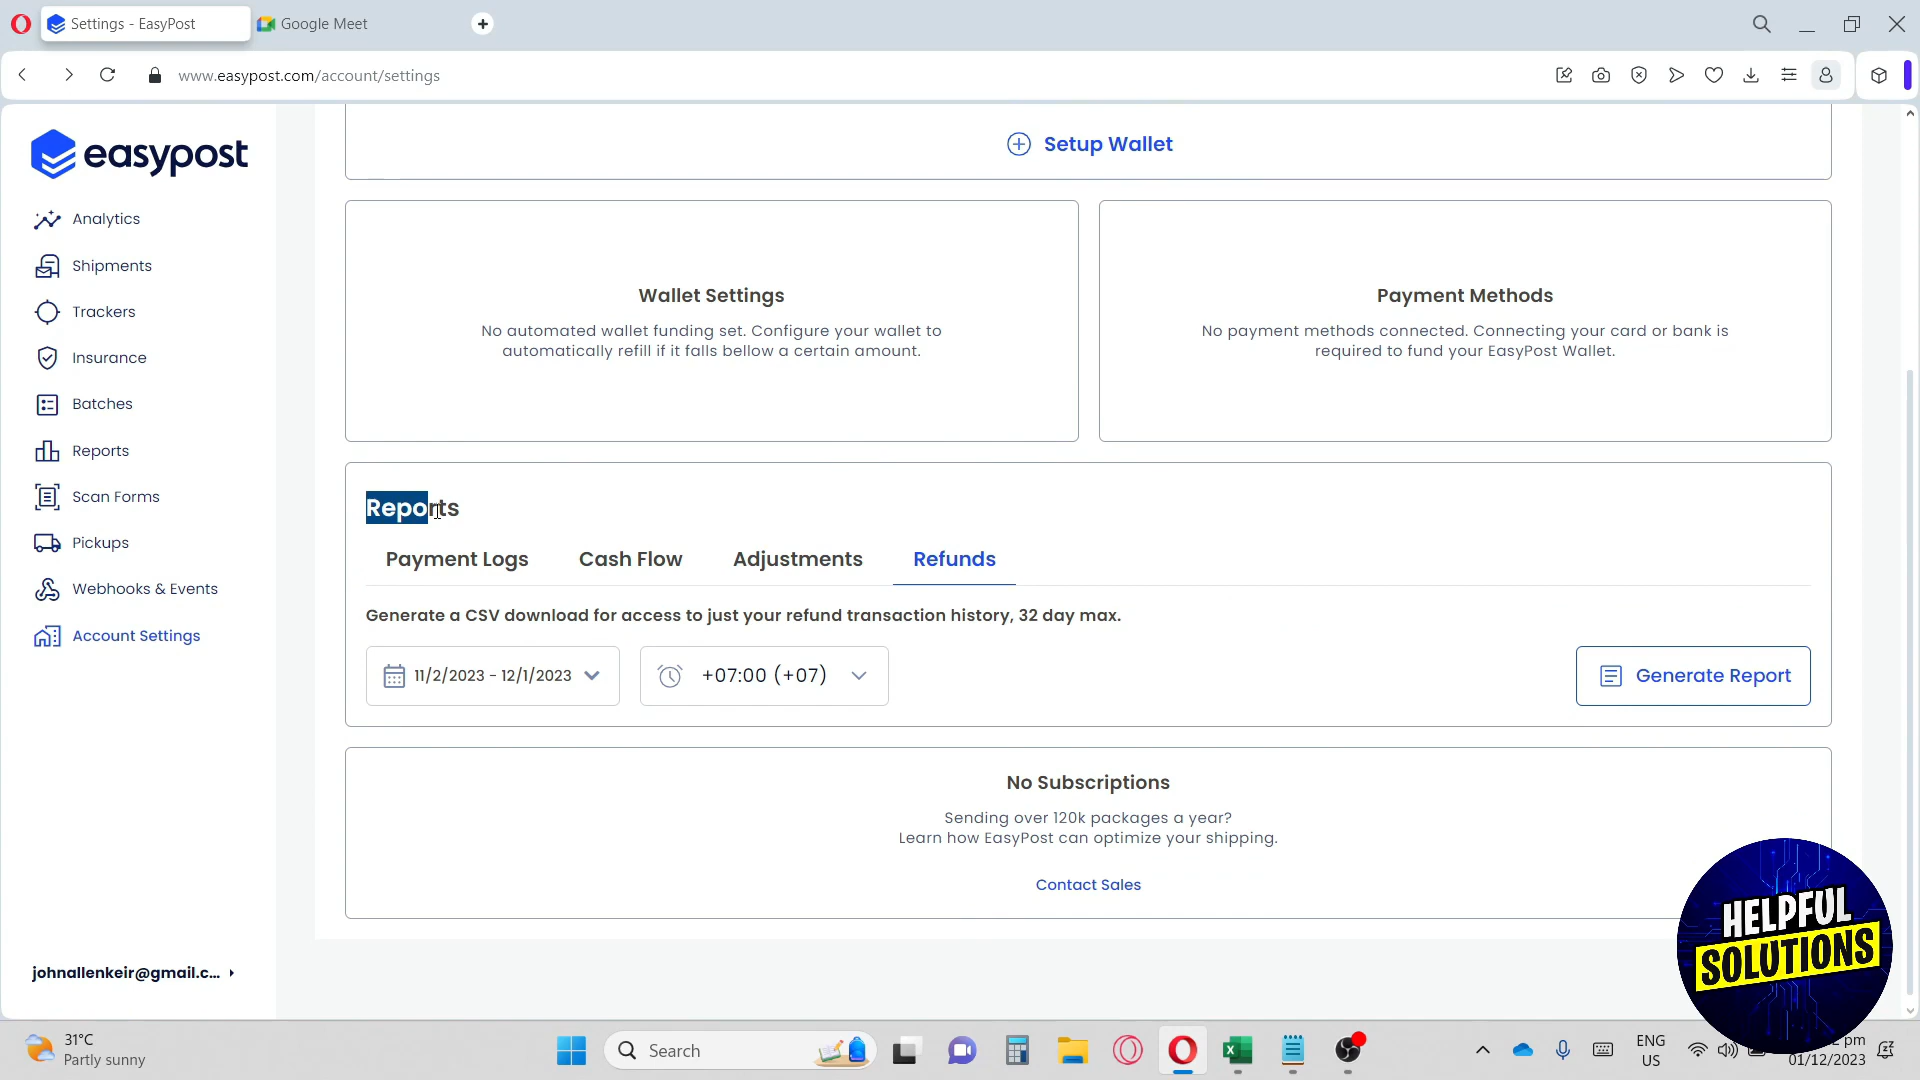 Settings - EasyPost
Google Meet
www.easypost.com/account/settings
easypost
Analytics
Shipments
Trackers
Insurance
Batches
Reports
Scan Forms
Pickups
Webhooks & Events
Account Settings
johnallenkeir@gmail.c...
Setup Wallet
Wallet Settings
No automated wallet funding set. Configure your wallet to
automatically refill if it falls bellow a certain amount.
Payment Methods
No payment methods connected. Connecting your card or bank is
required to fund your EasyPost Wallet.
Reports
Payment Logs
Cash Flow
Adjustments
Refunds
Generate a CSV download for access to just your refund transaction history, 32 day max.
11/2/2023 - 12/1/2023
+07:00 (+07)
Generate Report
No Subscriptions
Sending over 120k packages a year?
Learn how EasyPost can optimize your shipping.
Contact Sales
HELPFUL
SOLUTIONS
31°C
Partly sunny
Search
ENG
US
pm
01/12/2023